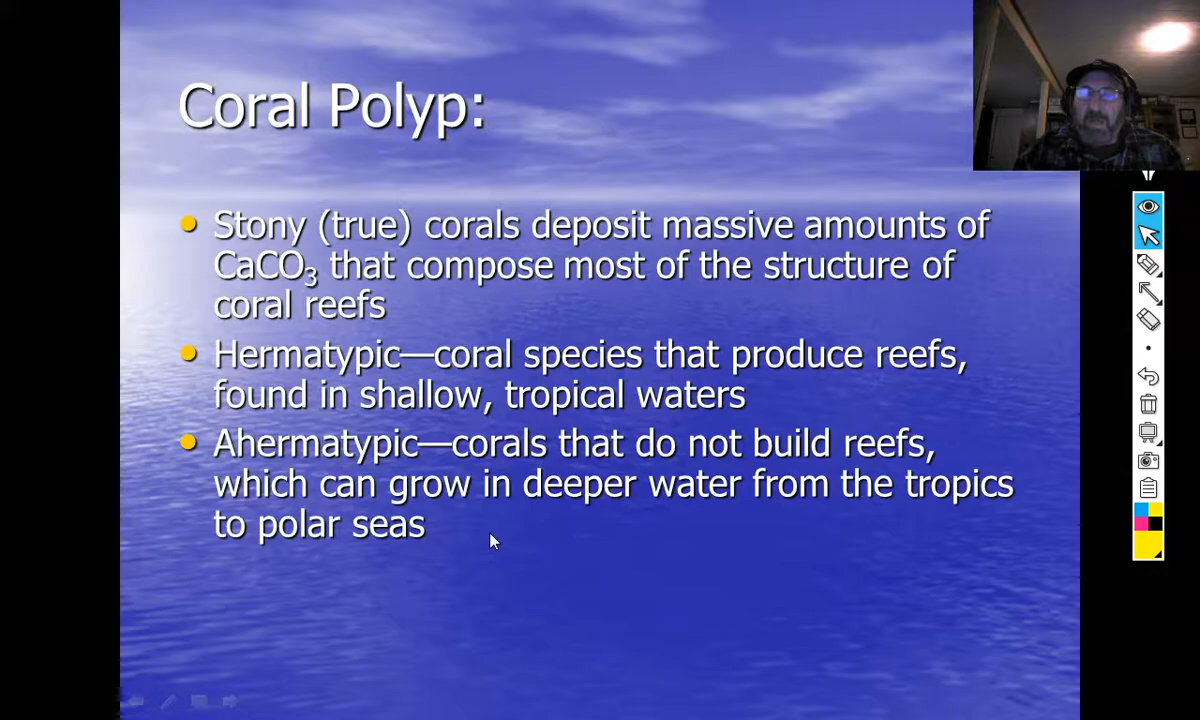 Coral Polyp:
Stony (true) corals deposit massive amounts of
CaCO₃ that compose most of the structure of
coral reefs
Hermatypic—coral species that produce reefs,
found in shallow, tropical waters
Ahermatypic—corals that do not build reefs,
which can grow in deeper water from the tropics
to polar seas